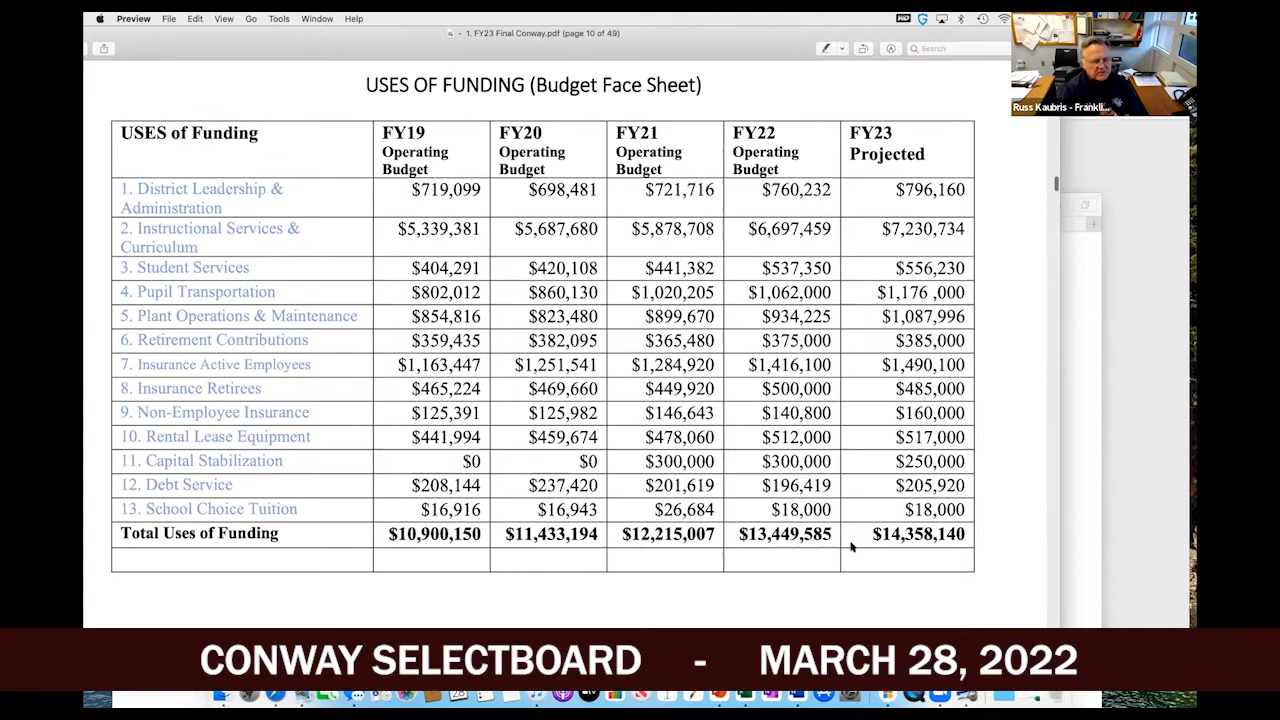 Preview File Edit View Go Tools Window Help
1. FY23 Final Conway.pdf (page 10 of 49)
Search
Russ Kaubris - Frankli...
USES OF FUNDING (Budget Face Sheet)
USES of Funding FY19 Operating Budget FY20 Operating Budget FY21 Operating Budget FY22 Operating Budget FY23 Projected
1. District Leadership & Administration $719,099 $698,481 $721,716 $760,232 $796,160
2. Instructional Services & Curriculum $5,339,381 $5,687,680 $5,878,708 $6,697,459 $7,230,734
3. Student Services $404,291 $420,108 $441,382 $537,350 $556,230
4. Pupil Transportation $802,012 $860,130 $1,020,205 $1,062,000 $1,176 ,000
5. Plant Operations & Maintenance $854,816 $823,480 $899,670 $934,225 $1,087,996
6. Retirement Contributions $359,435 $382,095 $365,480 $375,000 $385,000
7. Insurance Active Employees $1,163,447 $1,251,541 $1,284,920 $1,416,100 $1,490,100
8. Insurance Retirees $465,224 $469,660 $449,920 $500,000 $485,000
9. Non-Employee Insurance $125,391 $125,982 $146,643 $140,800 $160,000
10. Rental Lease Equipment $441,994 $459,674 $478,060 $512,000 $517,000
11. Capital Stabilization $0 $0 $300,000 $300,000 $250,000
12. Debt Service $208,144 $237,420 $201,619 $196,419 $205,920
13. School Choice Tuition $16,916 $16,943 $26,684 $18,000 $18,000
Total Uses of Funding $10,900,150 $11,433,194 $12,215,007 $13,449,585 $14,358,140
CONWAY SELECTBOARD - MARCH 28, 2022